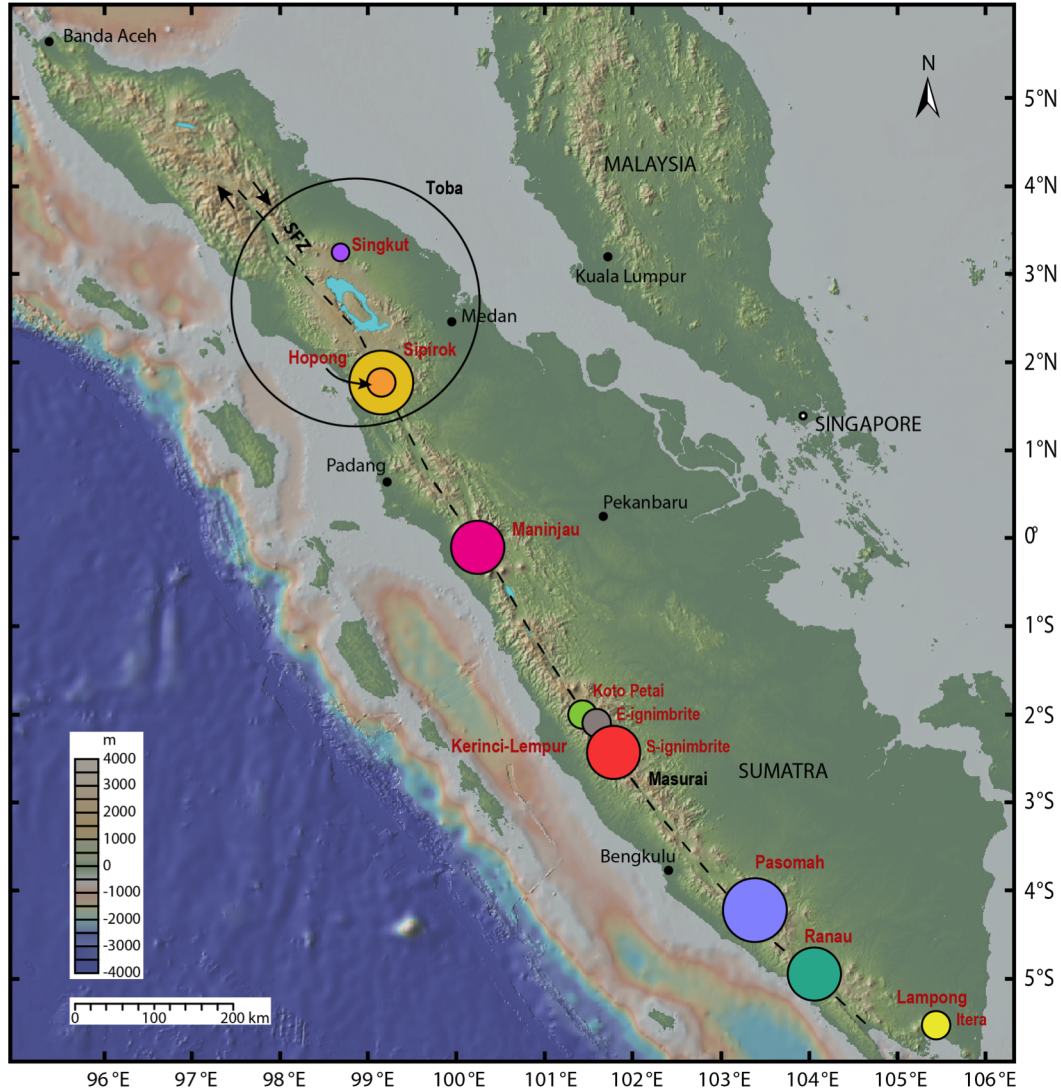 Banda Aceh
N
5°N
MALAYSIA
4°N
Toba
SFZ
Singkut
3°N
Kuala Lumpur
Medan
Hopong
Sipirok
2°N
SINGAPORE
1°N
Padang
Pekanbaru
Maninjau
0°
1°S
Koto Petai
E-ignimbrite
2°S
Kerinci-Lempur
S-ignimbrite
Masurai
SUMATRA
m
4000
3000
2000
1000
0
-1000
-2000
-3000
-4000
3°S
Bengkulu
Pasomah
4°S
Ranau
5°S
Lampong
Itera
0 100 200 km
96°E 97°E 98°E 99°E 100°E 101°E 102°E 103°E 104°E 105°E 106°E